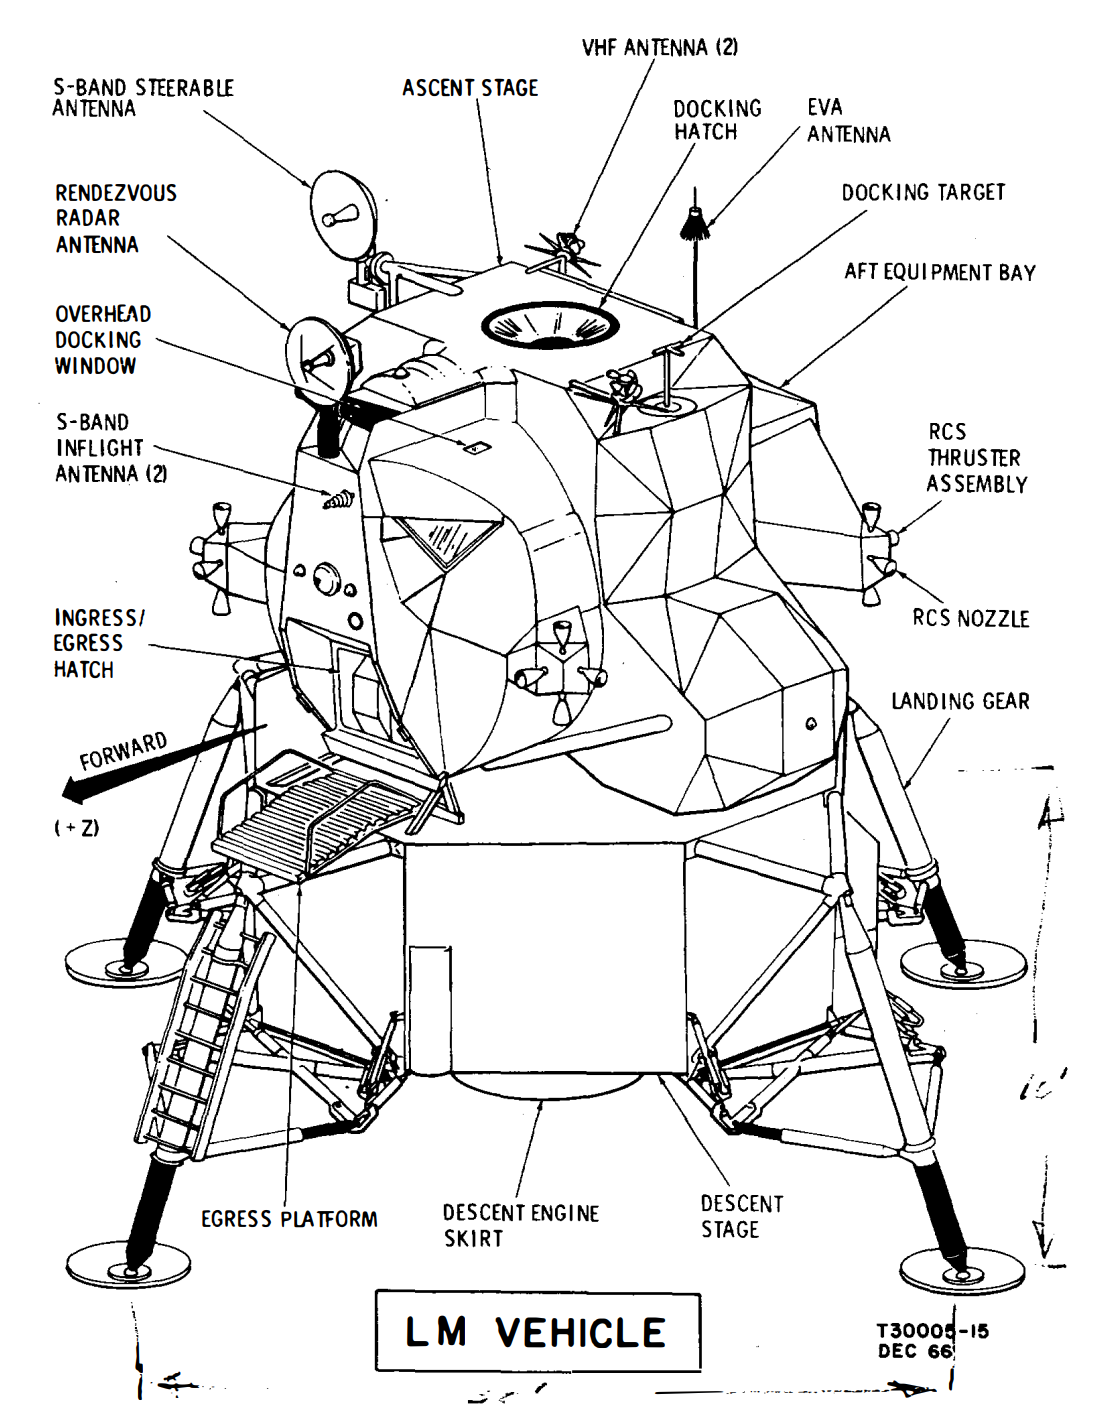 VHF ANTENNA (2)
S-BAND STEERABLE
ANTENNA
ASCENT STAGE
DOCKING
HATCH
EVA
ANTENNA
RENDEZVOUS
RADAR
ANTENNA
DOCKING TARGET
AFT EQUIPMENT BAY
OVERHEAD
DOCKING
WINDOW
S-BAND
INFLIGHT
ANTENNA (2)
RCS
THRUSTER
ASSEMBLY
INGRESS/
EGRESS
HATCH
RCS NOZZLE
LANDING GEAR
FORWARD
(+Z)
EGRESS PLATFORM
DESCENT ENGINE
SKIRT
DESCENT
STAGE
LM VEHICLE
T30005-15
DEC 66